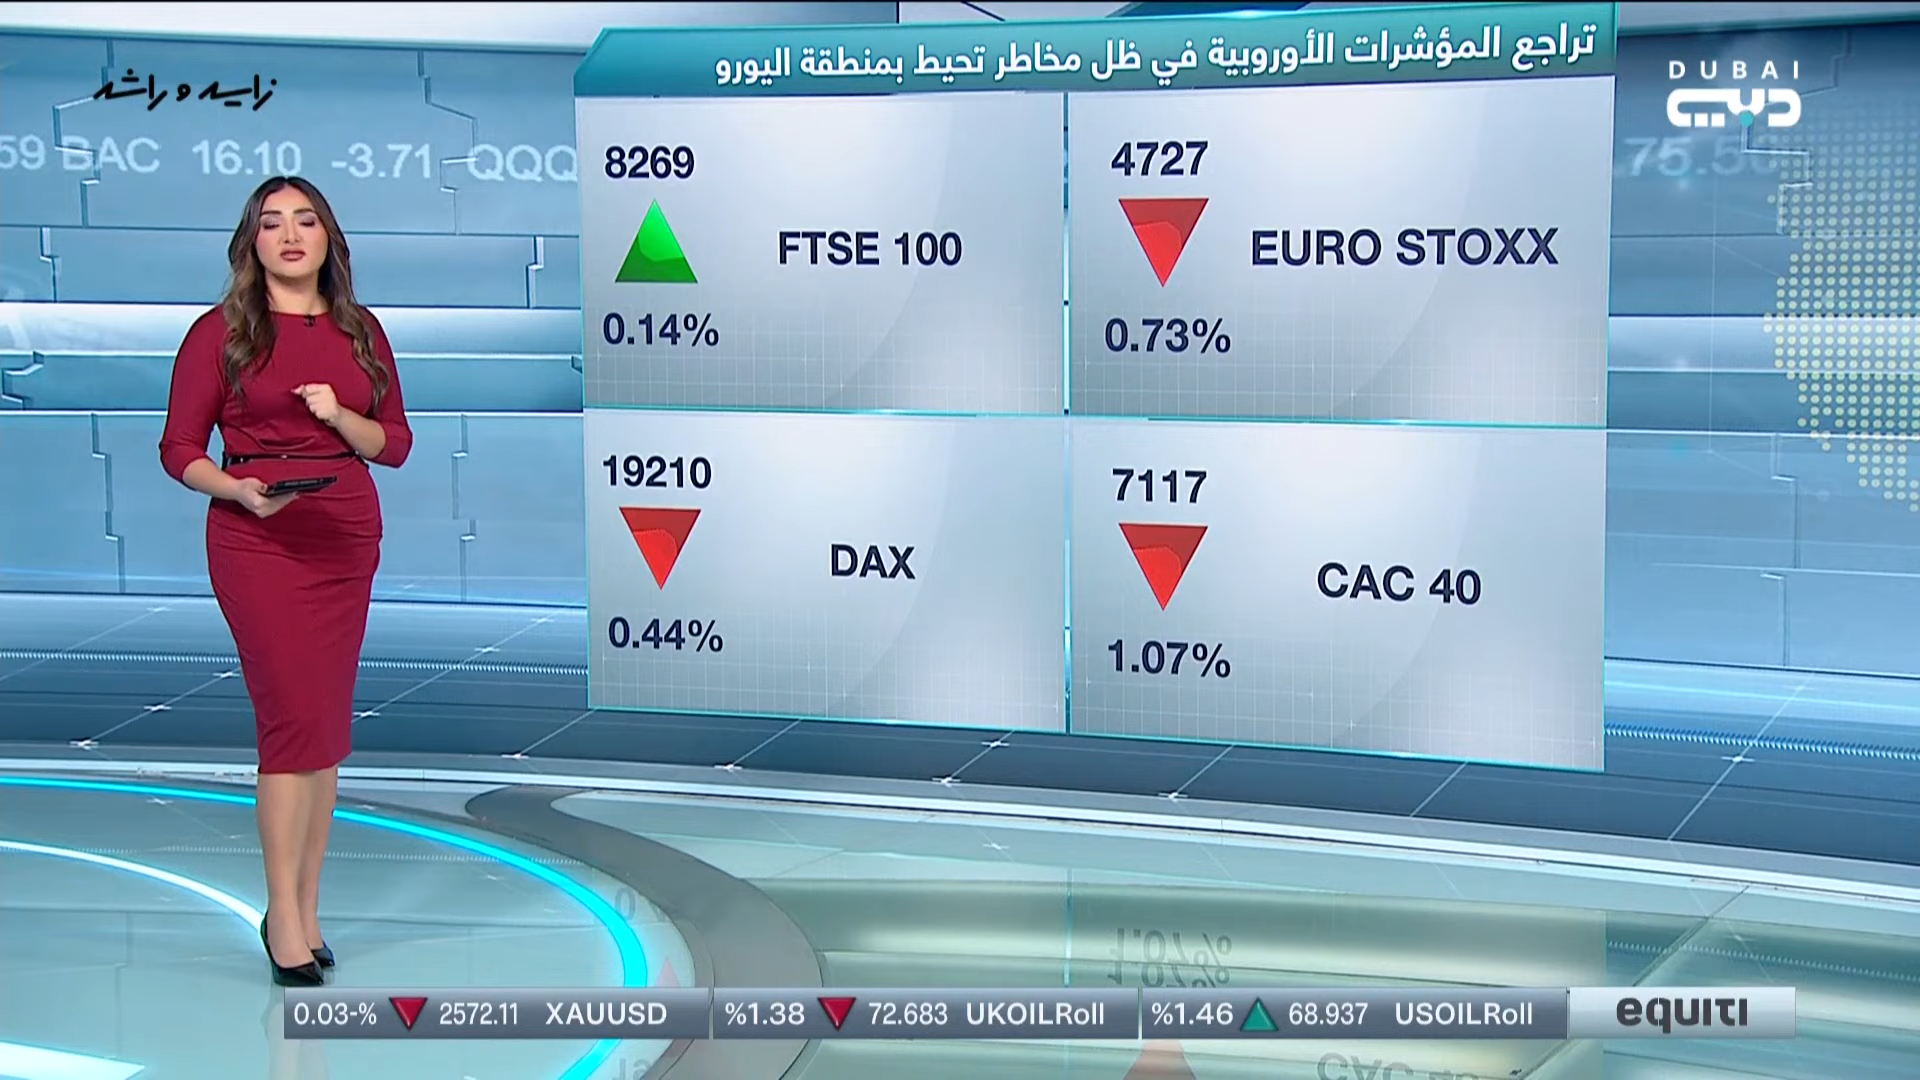 تراجع المؤشرات الأوروبية في ظل مخاطر تحيط بمنطقة اليورو
زايد وراشد
DUBAI
دبي
59 BAC 16.10 -3.71 QQQ
8269
FTSE 100
0.14%
4727
EURO STOXX
0.73%
19210
DAX
0.44%
7117
CAC 40
1.07%
0.03-% 2572.11 XAUUSD %1.38 72.683 UKOILRoll %1.46 68.937 USOILRoll equiti